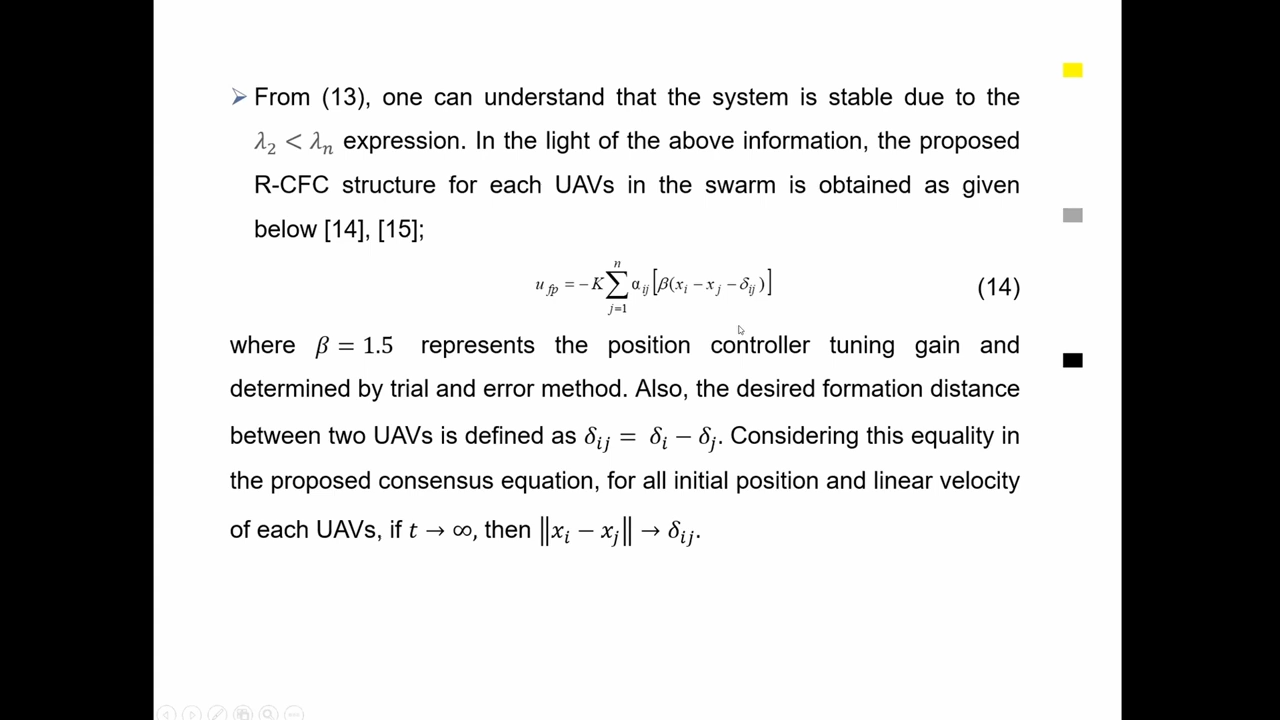 ➢ From (13), one can understand that the system is stable due to the
λ₂ < λₙ expression. In the light of the above information, the proposed
R-CFC structure for each UAVs in the swarm is obtained as given
below [14], [15];
u_fp = −K ∑_{j=1}^{n} α_ij [β(x_i − x_j − δ_ij)] (14)
where β = 1.5 represents the position controller tuning gain and
determined by trial and error method. Also, the desired formation distance
between two UAVs is defined as δ_ij = δ_i − δ_j. Considering this equality in
the proposed consensus equation, for all initial position and linear velocity
of each UAVs, if t → ∞, then ‖x_i − x_j‖ → δ_ij.